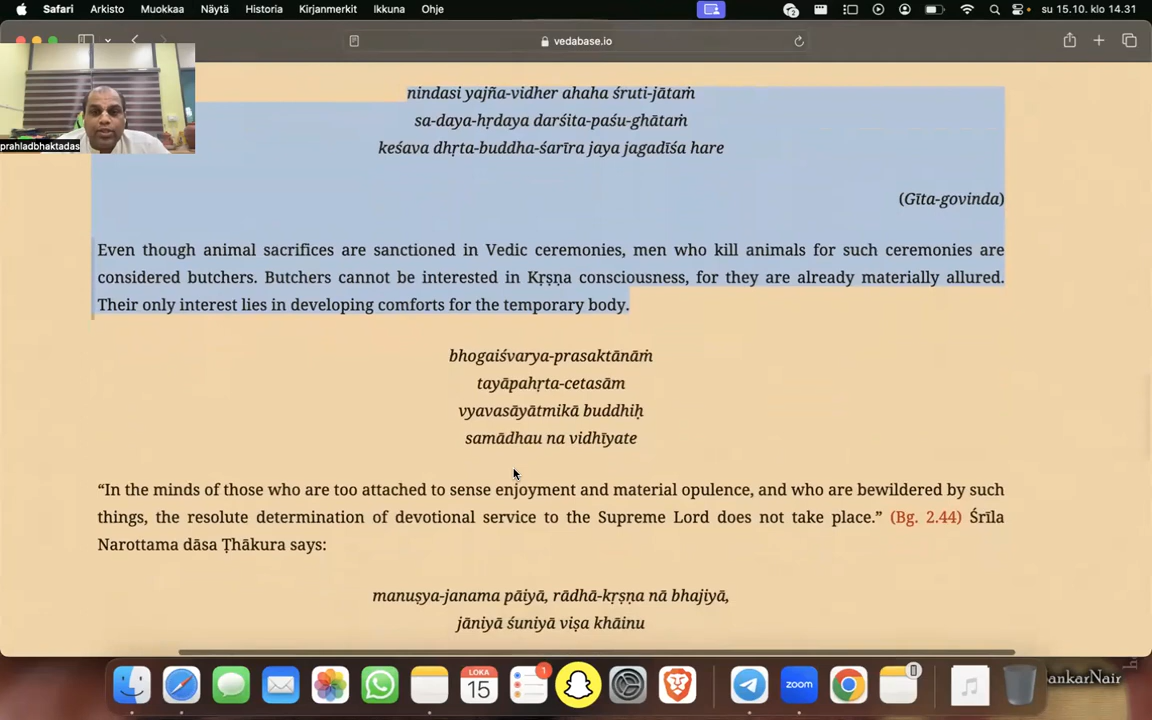 Safari Arkisto Muokkaa Näytä Historia Kirjanmerkit Ikkuna Ohje su 15.10. klo 14.31
vedabase.io
prahladbhaktadas
nindasi yajña-vidher ahaha śruti-jātaṁ
sa-daya-hṛdaya darśita-paśu-ghātaṁ
keśava dhṛta-buddha-śarīra jaya jagadīśa hare
(Gīta-govinda)
Even though animal sacrifices are sanctioned in Vedic ceremonies, men who kill animals for such ceremonies are
considered butchers. Butchers cannot be interested in Kṛṣṇa consciousness, for they are already materially allured.
Their only interest lies in developing comforts for the temporary body.
bhogaiśvarya-prasaktānāṁ
tayāpahṛta-cetasām
vyavasāyātmikā buddhiḥ
samādhau na vidhīyate
“In the minds of those who are too attached to sense enjoyment and material opulence, and who are bewildered by such
things, the resolute determination of devotional service to the Supreme Lord does not take place.” (Bg. 2.44) Śrīla
Narottama dāsa Ṭhākura says:
manuṣya-janama pāiyā, rādhā-kṛṣṇa nā bhajiyā,
jāniyā śuniyā viṣa khāinu
LOKA
15
1
zoom
ankarNair